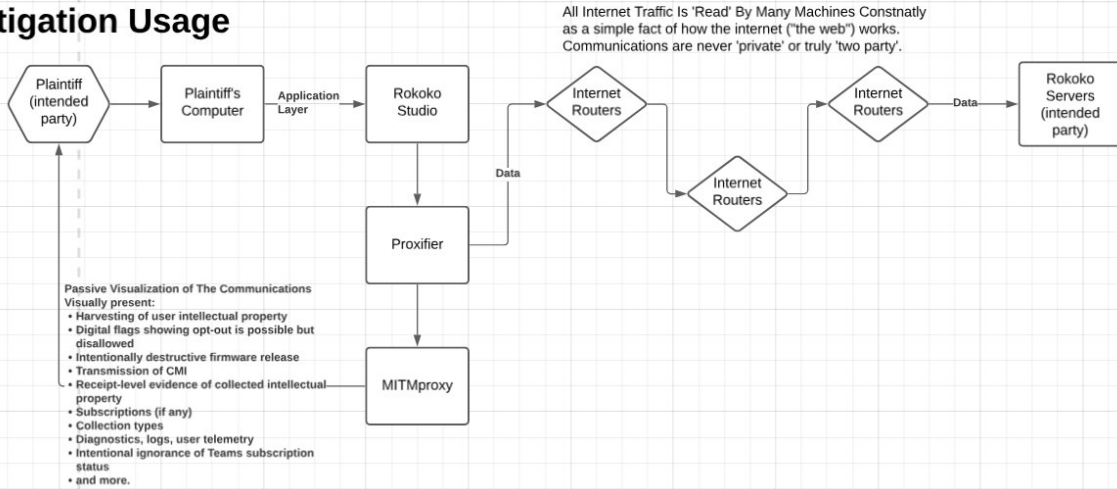 tigation Usage
All Internet Traffic Is 'Read' By Many Machines Constnatly
as a simple fact of how the internet ("the web") works.
Communications are never 'private' or truly 'two party'.
Plaintiff
(intended
party)
Plaintiff's
Computer
Application
Layer
Rokoko
Studio
Internet
Routers
Internet
Routers
Data
Rokoko
Servers
(intended
party)
Data
Internet
Routers
Proxifier
Passive Visualization of The Communications
Visually present:
• Harvesting of user intellectual property
• Digital flags showing opt-out is possible but
disallowed
• Intentionally destructive firmware release
• Transmission of CMI
• Receipt-level evidence of collected intellectual
property
• Subscriptions (if any)
• Collection types
• Diagnostics, logs, user telemetry
• Intentional ignorance of Teams subscription
status
• and more.
MITMproxy